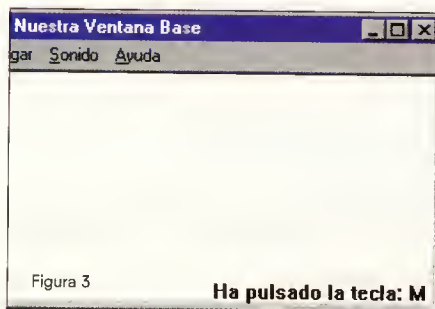 Nuestra Ventana Base
gar Sonido Ayuda
Figura 3
Ha pulsado la tecla: M